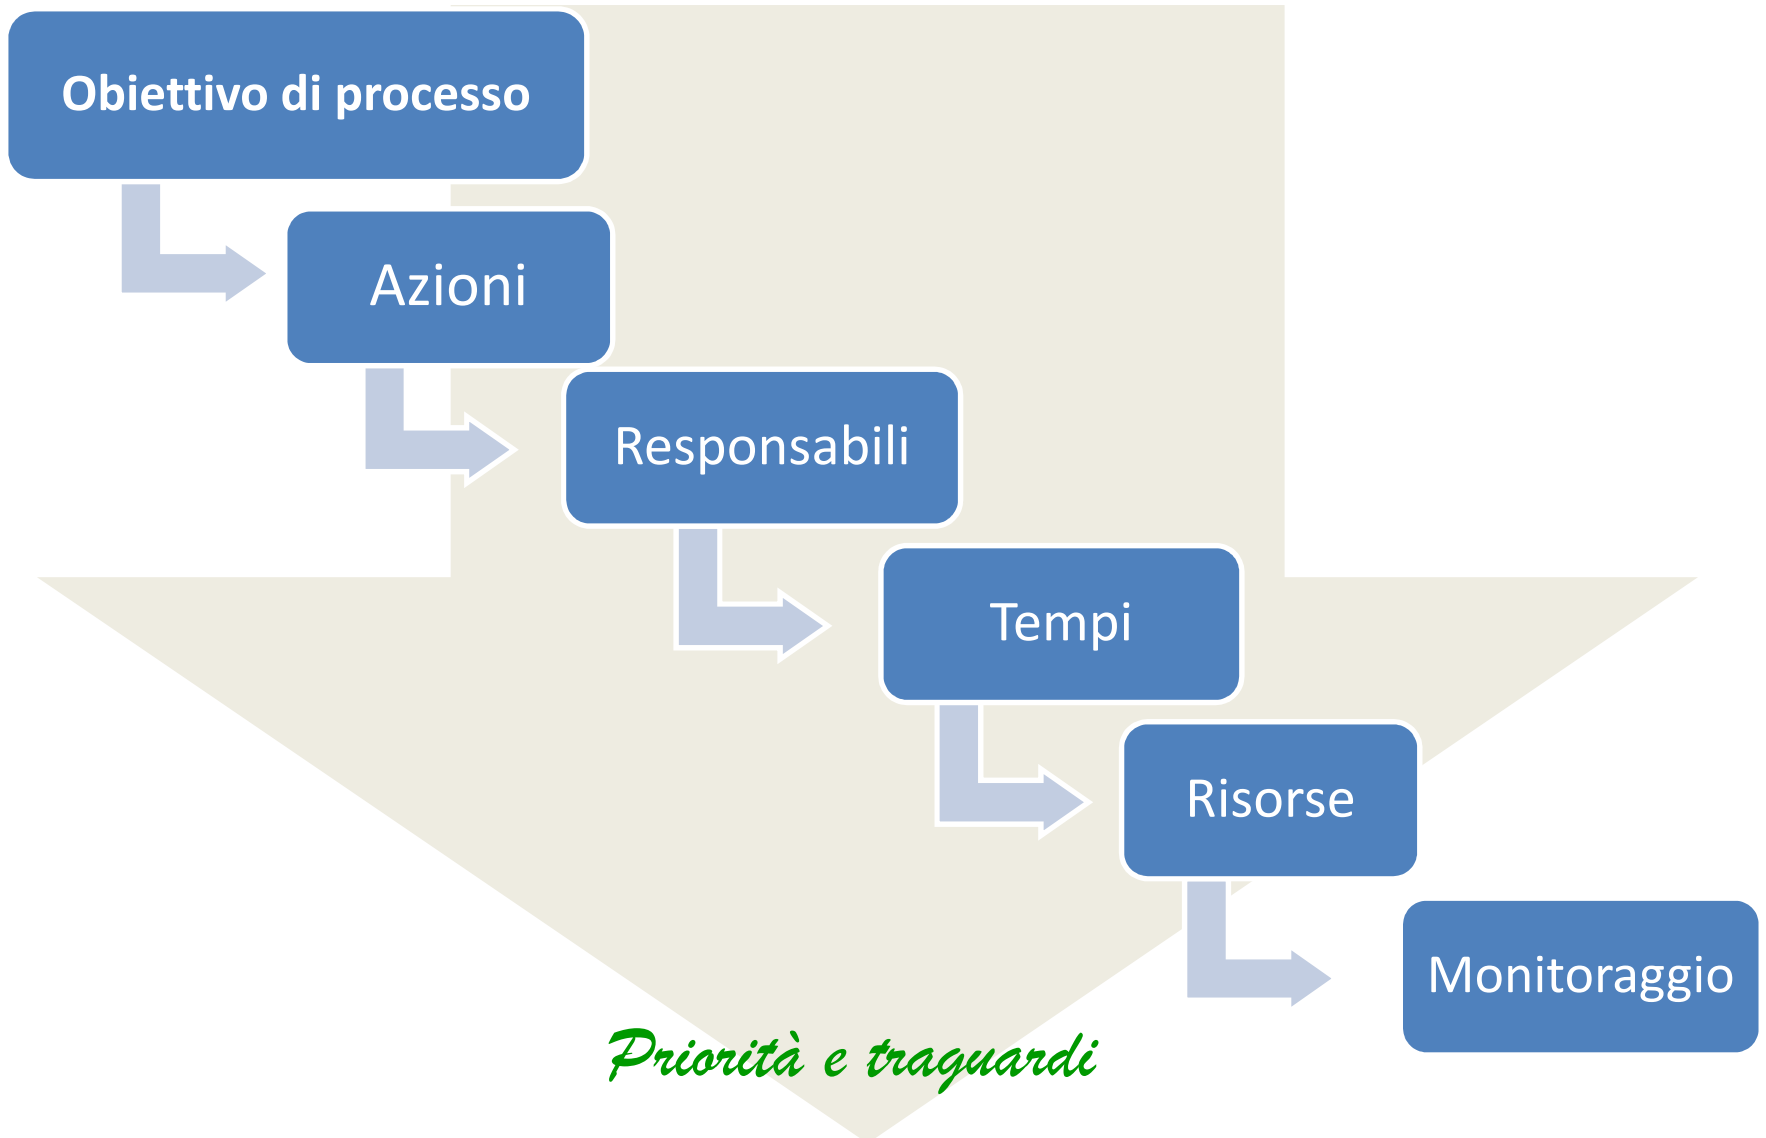 Obiettivo di processo
Azioni
Responsabili
Tempi
Risorse
Monitoraggio
Priorità e traguardi